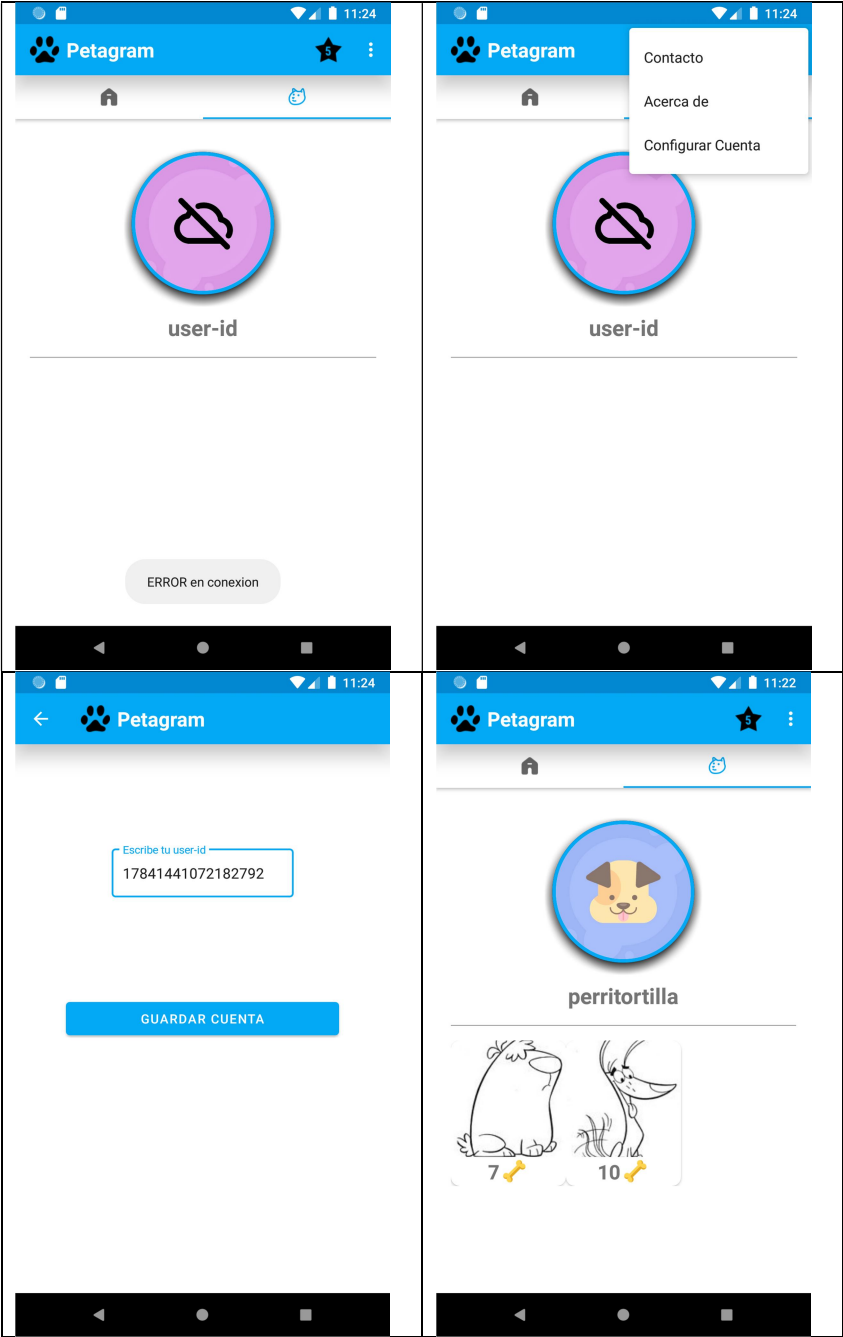 11:24
Petagram
5
user-id
ERROR en conexion
11:24
Petagram
Contacto
Acerca de
Configurar Cuenta
user-id
11:24
Petagram
Escribe tu user-id
17841441072182792
GUARDAR CUENTA
11:22
Petagram
5
perritortilla
7
10